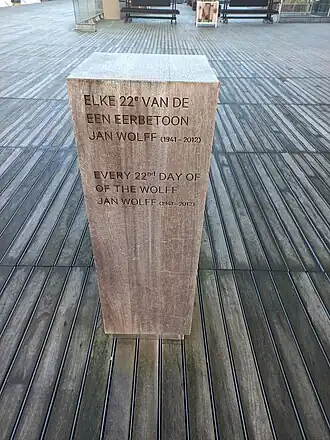 ELKE 22e VAN DE
EEN EERBETOON
JAN WOLFF (1941 - 2012)
EVERY 22nd DAY OF
OF THE WOLFF
JAN WOLFF (1941 - 2012)